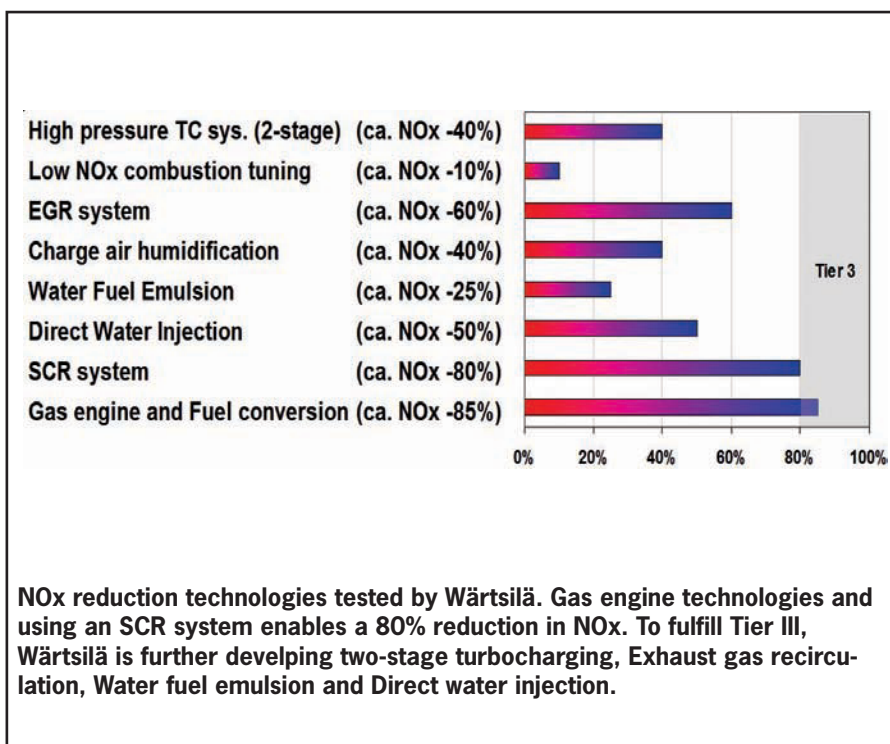 High pressure TC sys. (2-stage) (ca. NOx -40%)
Low NOx combustion tuning (ca. NOx -10%)
EGR system (ca. NOx -60%)
Charge air humidification (ca. NOx -40%)
Water Fuel Emulsion (ca. NOx -25%)
Direct Water Injection (ca. NOx -50%)
SCR system (ca. NOx -80%)
Gas engine and Fuel conversion (ca. NOx -85%)
Tier 3
0% 20% 40% 60% 80% 100%
NOx reduction technologies tested by Wärtsilä. Gas engine technologies and
using an SCR system enables a 80% reduction in NOx. To fulfill Tier III,
Wärtsilä is further develping two-stage turbocharging, Exhaust gas recircu-
lation, Water fuel emulsion and Direct water injection.